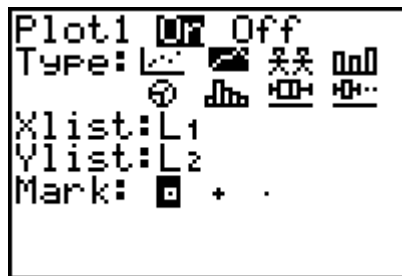 Plot1 On Off
Type:
Xlist:L₁
Ylist:L₂
Mark: